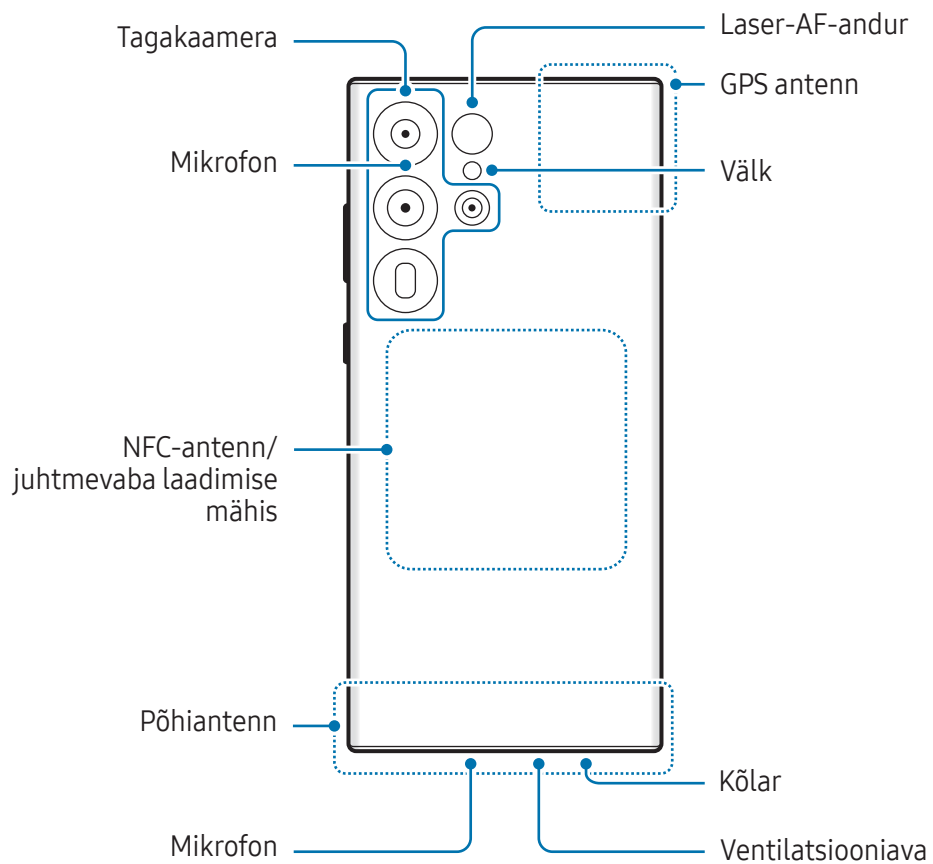 Tagakaamera
Laser-AF-andur
GPS antenn
Mikrofon
Välk
NFC-antenn/
juhtmevaba laadimise
mähis
Põhiantenn
Kõlar
Mikrofon
Ventilatsiooniava